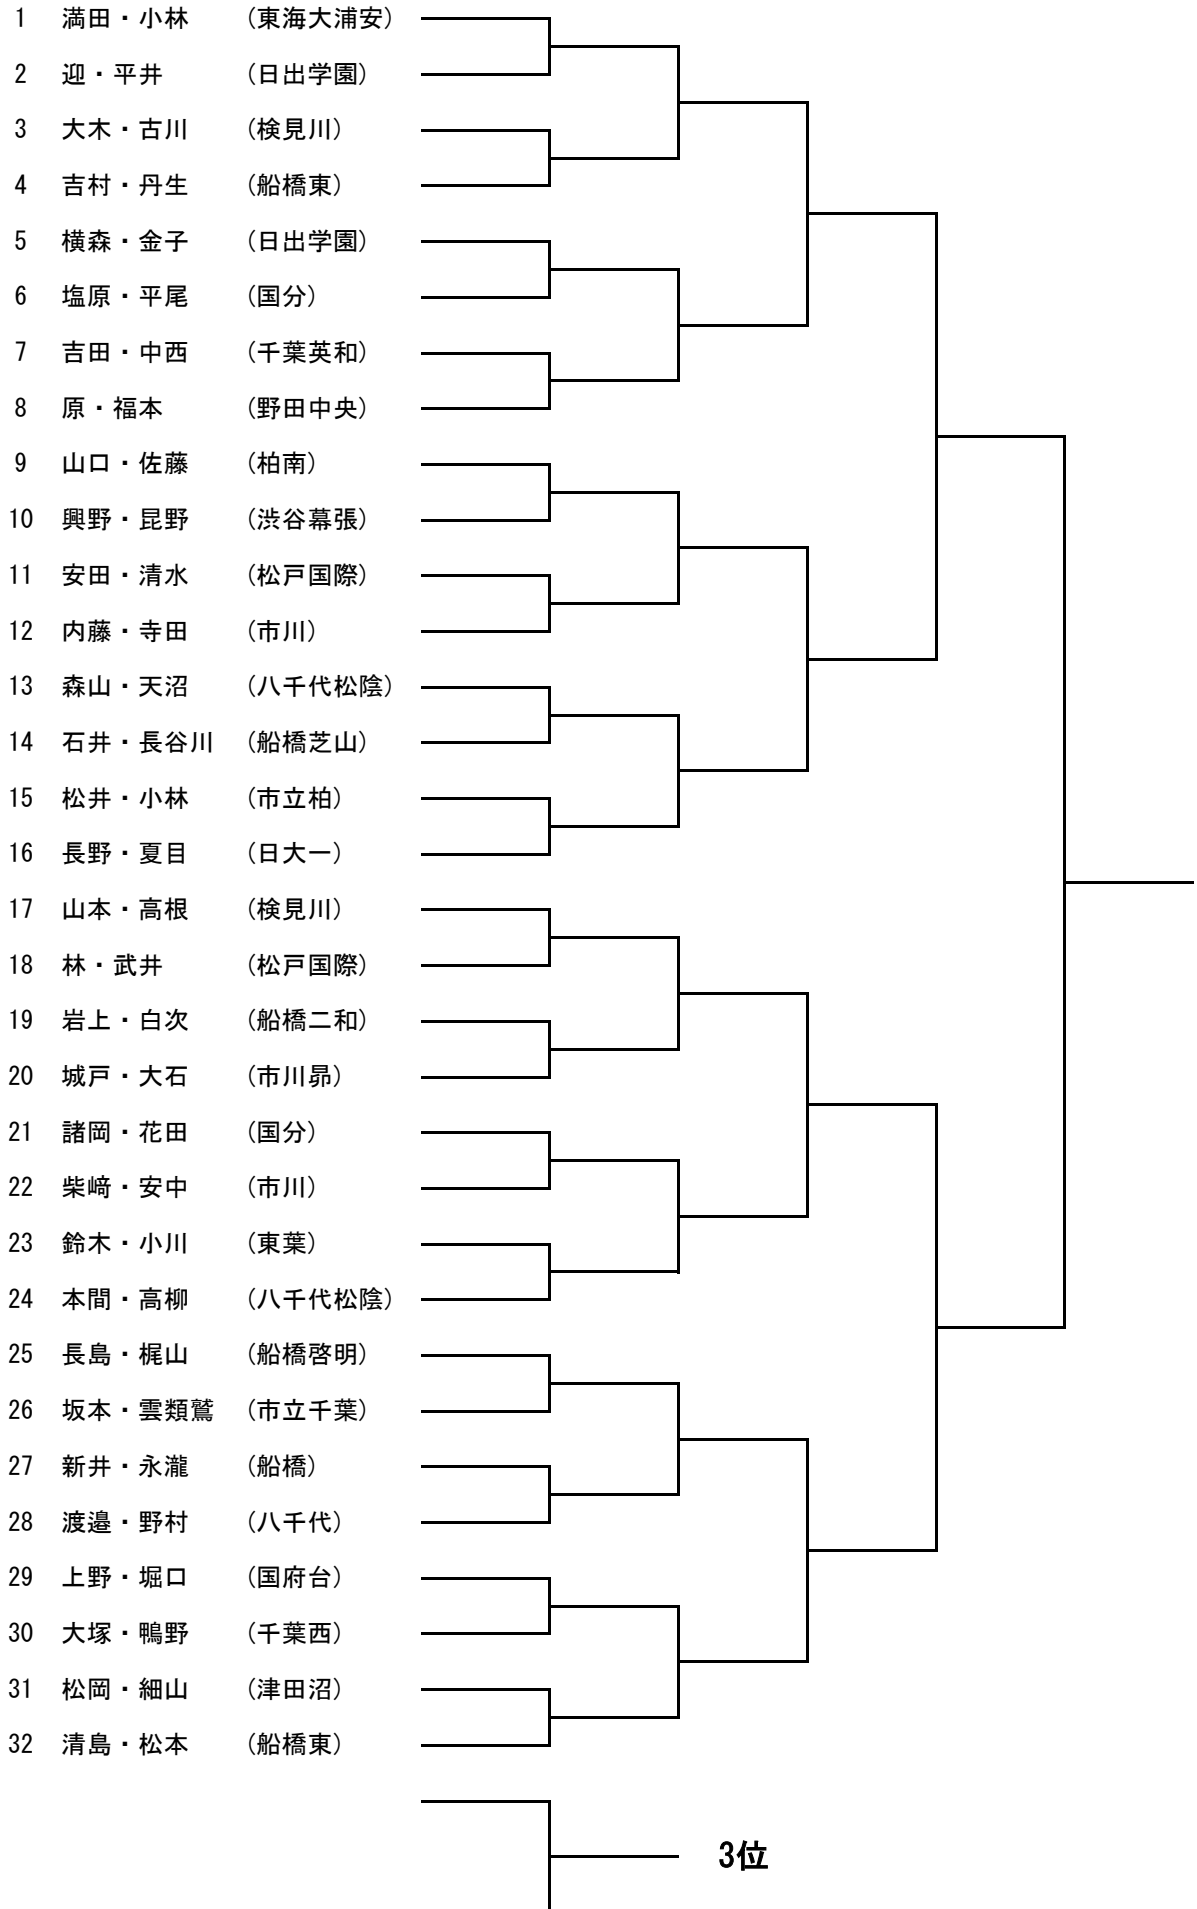 1 満田・小林 (東海大浦安)
2 迎・平井 (日出学園)
3 大木・古川 (検見川)
4 吉村・丹生 (船橋東)
5 横森・金子 (日出学園)
6 塩原・平尾 (国分)
7 吉田・中西 (千葉英和)
8 原・福本 (野田中央)
9 山口・佐藤 (柏南)
10 興野・昆野 (渋谷幕張)
11 安田・清水 (松戸国際)
12 内藤・寺田 (市川)
13 森山・天沼 (八千代松陰)
14 石井・長谷川 (船橋芝山)
15 松井・小林 (市立柏)
16 長野・夏目 (日大一)
17 山本・高根 (検見川)
18 林・武井 (松戸国際)
19 岩上・白次 (船橋二和)
20 城戸・大石 (市川昴)
21 諸岡・花田 (国分)
22 柴﨑・安中 (市川)
23 鈴木・小川 (東葉)
24 本間・高柳 (八千代松陰)
25 長島・梶山 (船橋啓明)
26 坂本・雲類鷲 (市立千葉)
27 新井・永瀧 (船橋)
28 渡邉・野村 (八千代)
29 上野・堀口 (国府台)
30 大塚・鴨野 (千葉西)
31 松岡・細山 (津田沼)
32 清島・松本 (船橋東)
3位